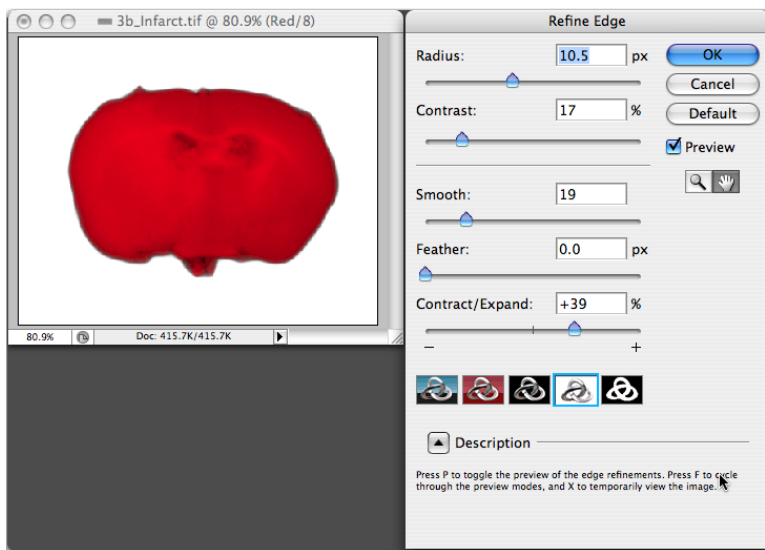 3b_Infarct.tif @ 80.9% (Red/8)
80.9%
Doc: 415.7K/415.7K
Refine Edge
Radius: 10.5 px
OK
Cancel
Contrast: 17 %
Default
Preview
Smooth: 19
Feather: 0.0 px
Contract/Expand: +39 %
− +
Description
Press P to toggle the preview of the edge refinements. Press F to cycle
through the preview modes, and X to temporarily view the image.